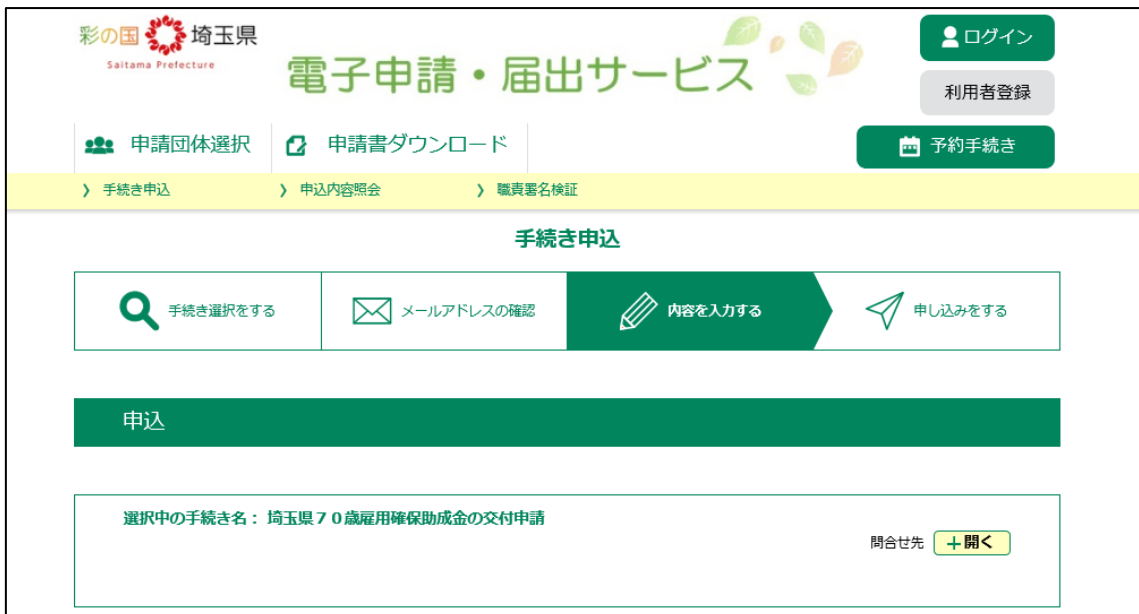 彩の国 埼玉県
Saitama Prefecture
電子申請・届出サービス
ログイン
利用者登録
申請団体選択
申請書ダウンロード
予約手続き
手続き申込
申込内容照会
職責署名検証
手続き申込
手続き選択をする
メールアドレスの確認
内容を入力する
申し込みをする
申込
選択中の手続き名： 埼玉県７０歳雇用確保助成金の交付申請
問合せ先 ＋開く